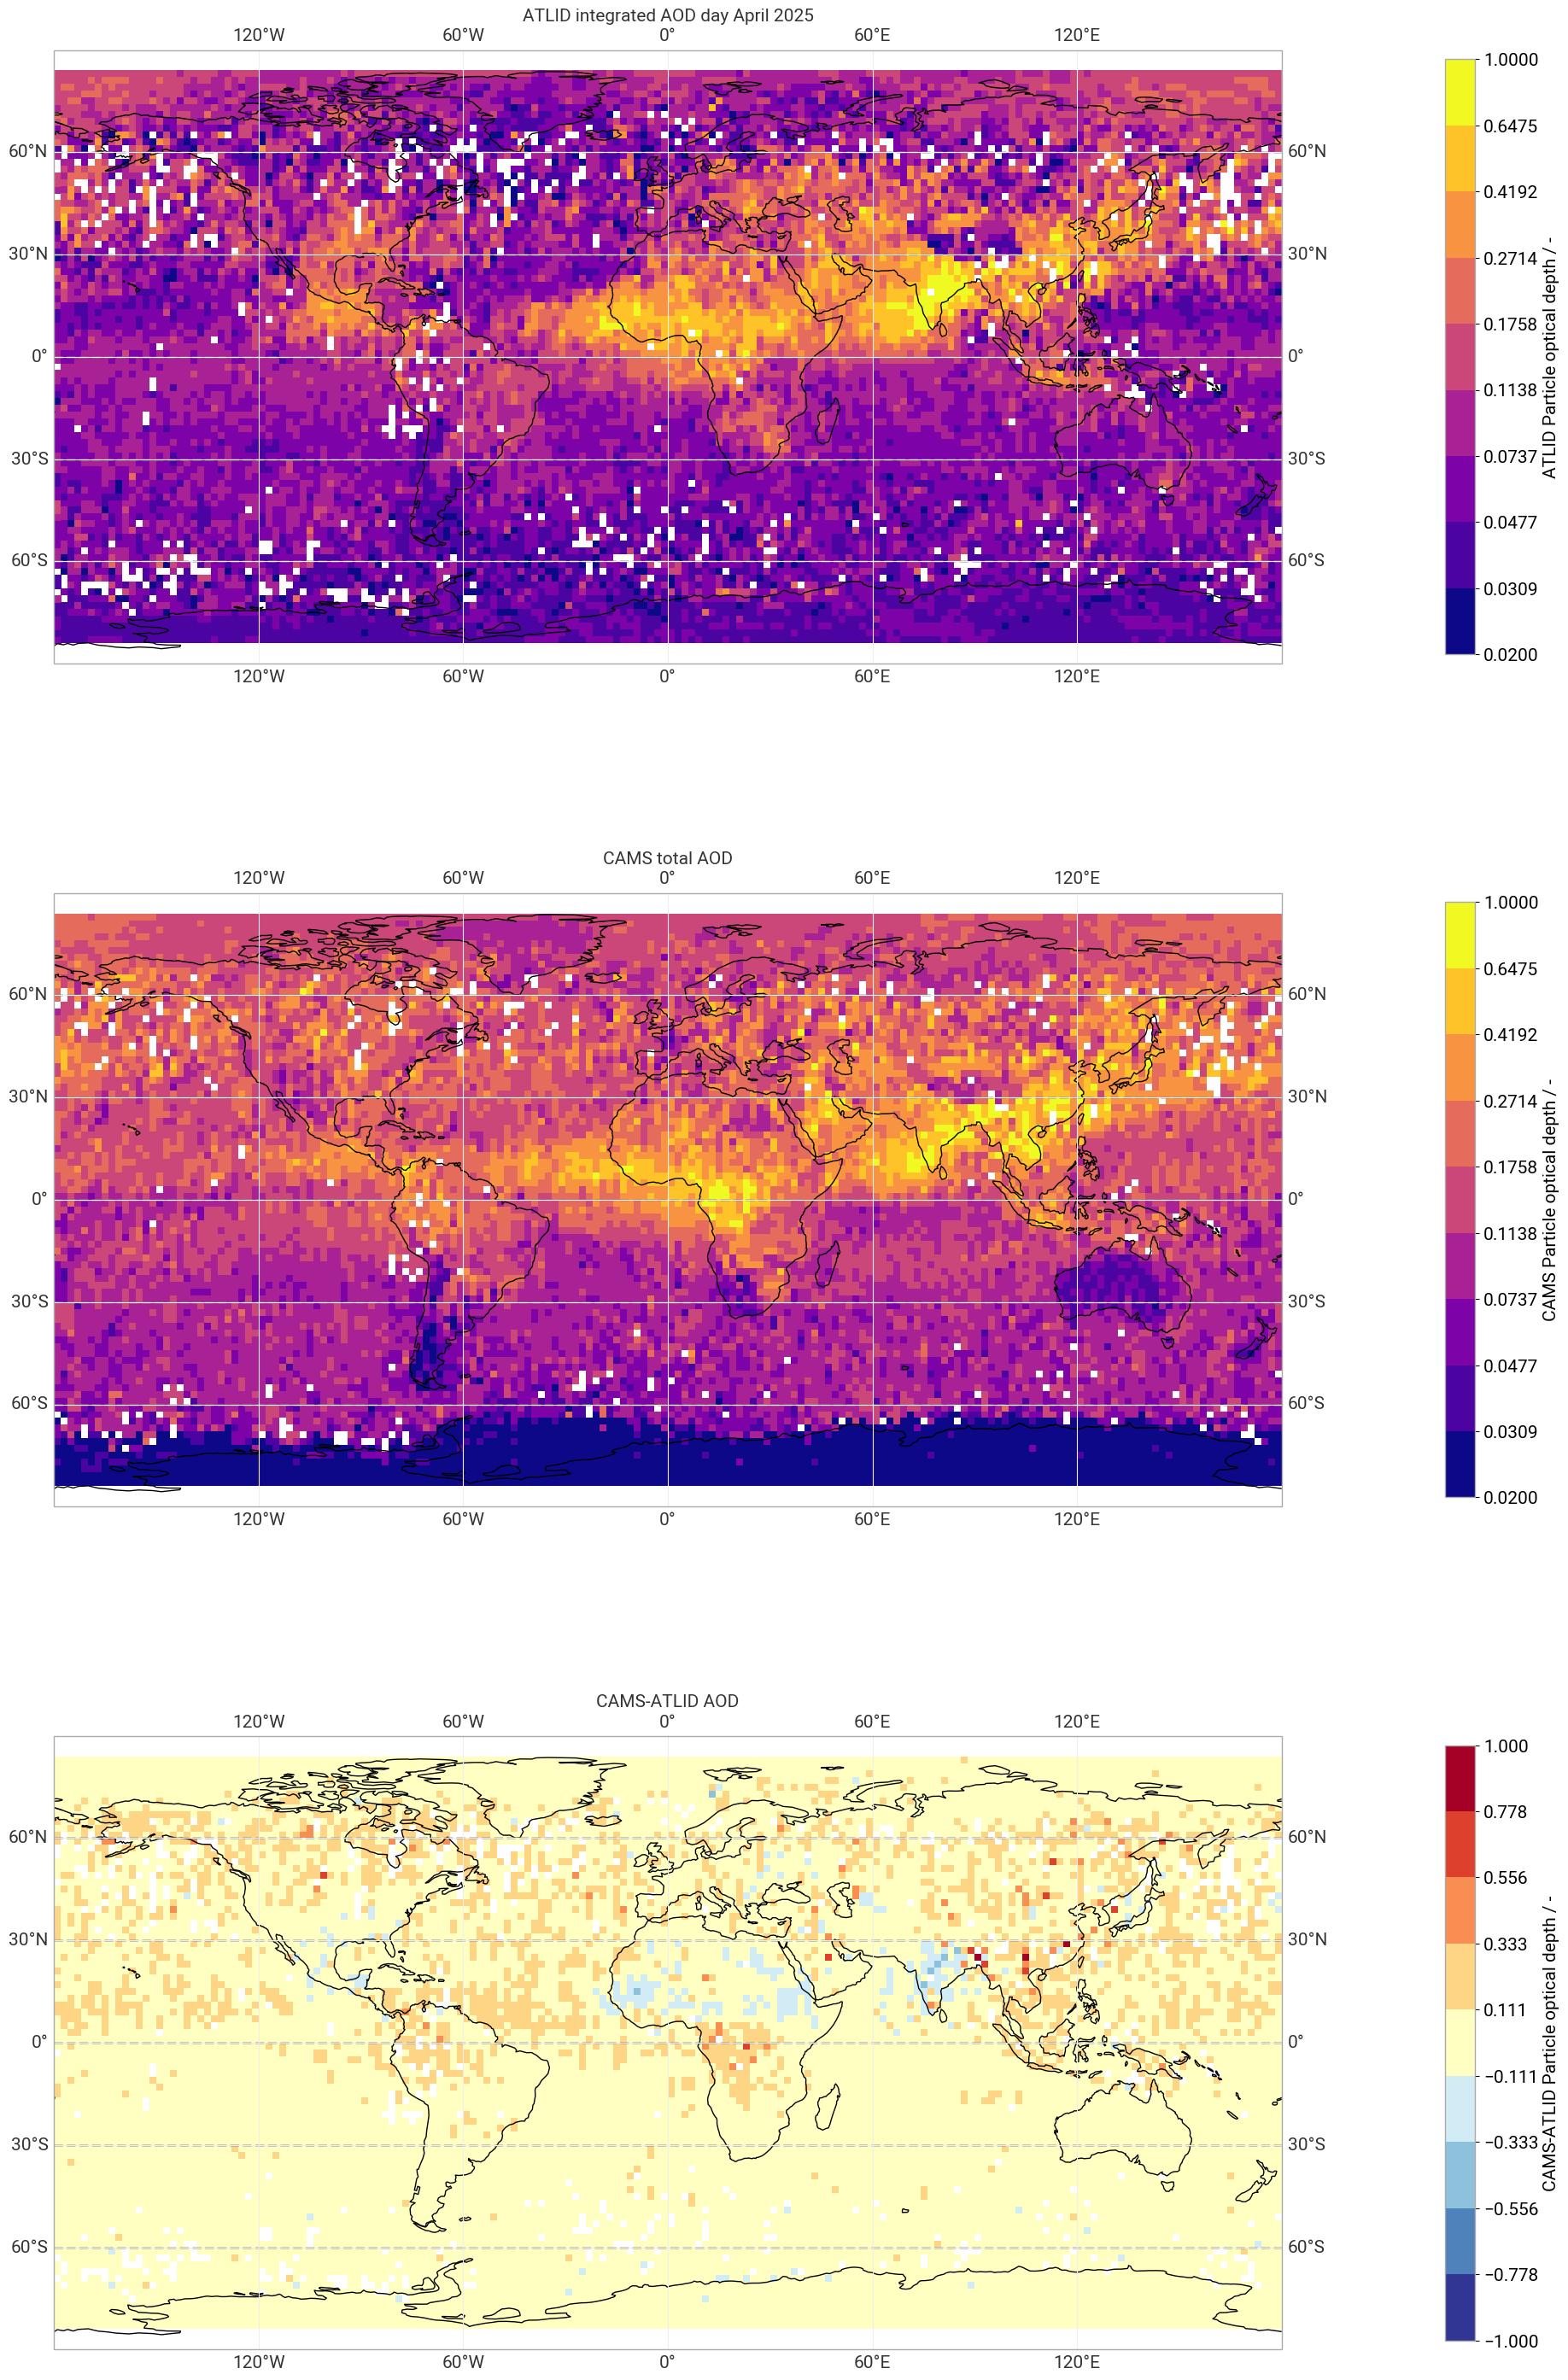 ATLID integrated AOD day April 2025
120°W 60°W 0° 60°E 120°E
60°N 60°N
30°N 30°N
0° 0°
30°S 30°S
60°S 60°S
120°W 60°W 0° 60°E 120°E
1.0000
0.6475
0.4192
0.2714
0.1758
0.1138
0.0737
0.0477
0.0309
0.0200
ATLID Particle optical depth / -
CAMS total AOD
120°W 60°W 0° 60°E 120°E
60°N 60°N
30°N 30°N
0° 0°
30°S 30°S
60°S 60°S
120°W 60°W 0° 60°E 120°E
1.0000
0.6475
0.4192
0.2714
0.1758
0.1138
0.0737
0.0477
0.0309
0.0200
CAMS Particle optical depth / -
CAMS-ATLID AOD
120°W 60°W 0° 60°E 120°E
60°N 60°N
30°N 30°N
0° 0°
30°S 30°S
60°S 60°S
120°W 60°W 0° 60°E 120°E
1.000
0.778
0.556
0.333
0.111
−0.111
−0.333
−0.556
−0.778
−1.000
CAMS-ATLID Particle optical depth / -